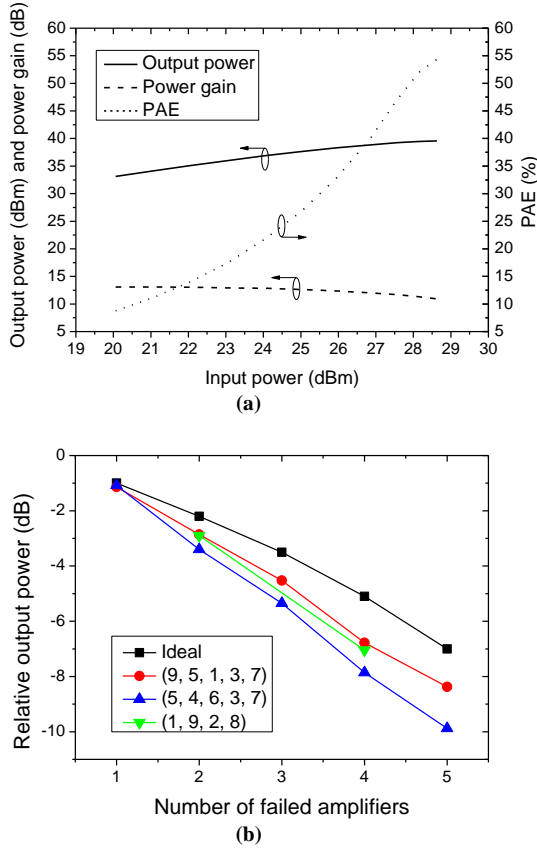 Output power (dBm) and power gain (dB)
60
55
50
45
40
35
30
25
20
15
10
5
Output power
Power gain
PAE
60
55
50
45
40
35
30
25
20
15
10
5
PAE (%)
19 20 21 22 23 24 25 26 27 28 29 30
Input power (dBm)
(a)
Relative output power (dB)
0
-2
-4
-6
-8
-10
Ideal
(9, 5, 1, 3, 7)
(5, 4, 6, 3, 7)
(1, 9, 2, 8)
1 2 3 4 5
Number of failed amplifiers
(b)